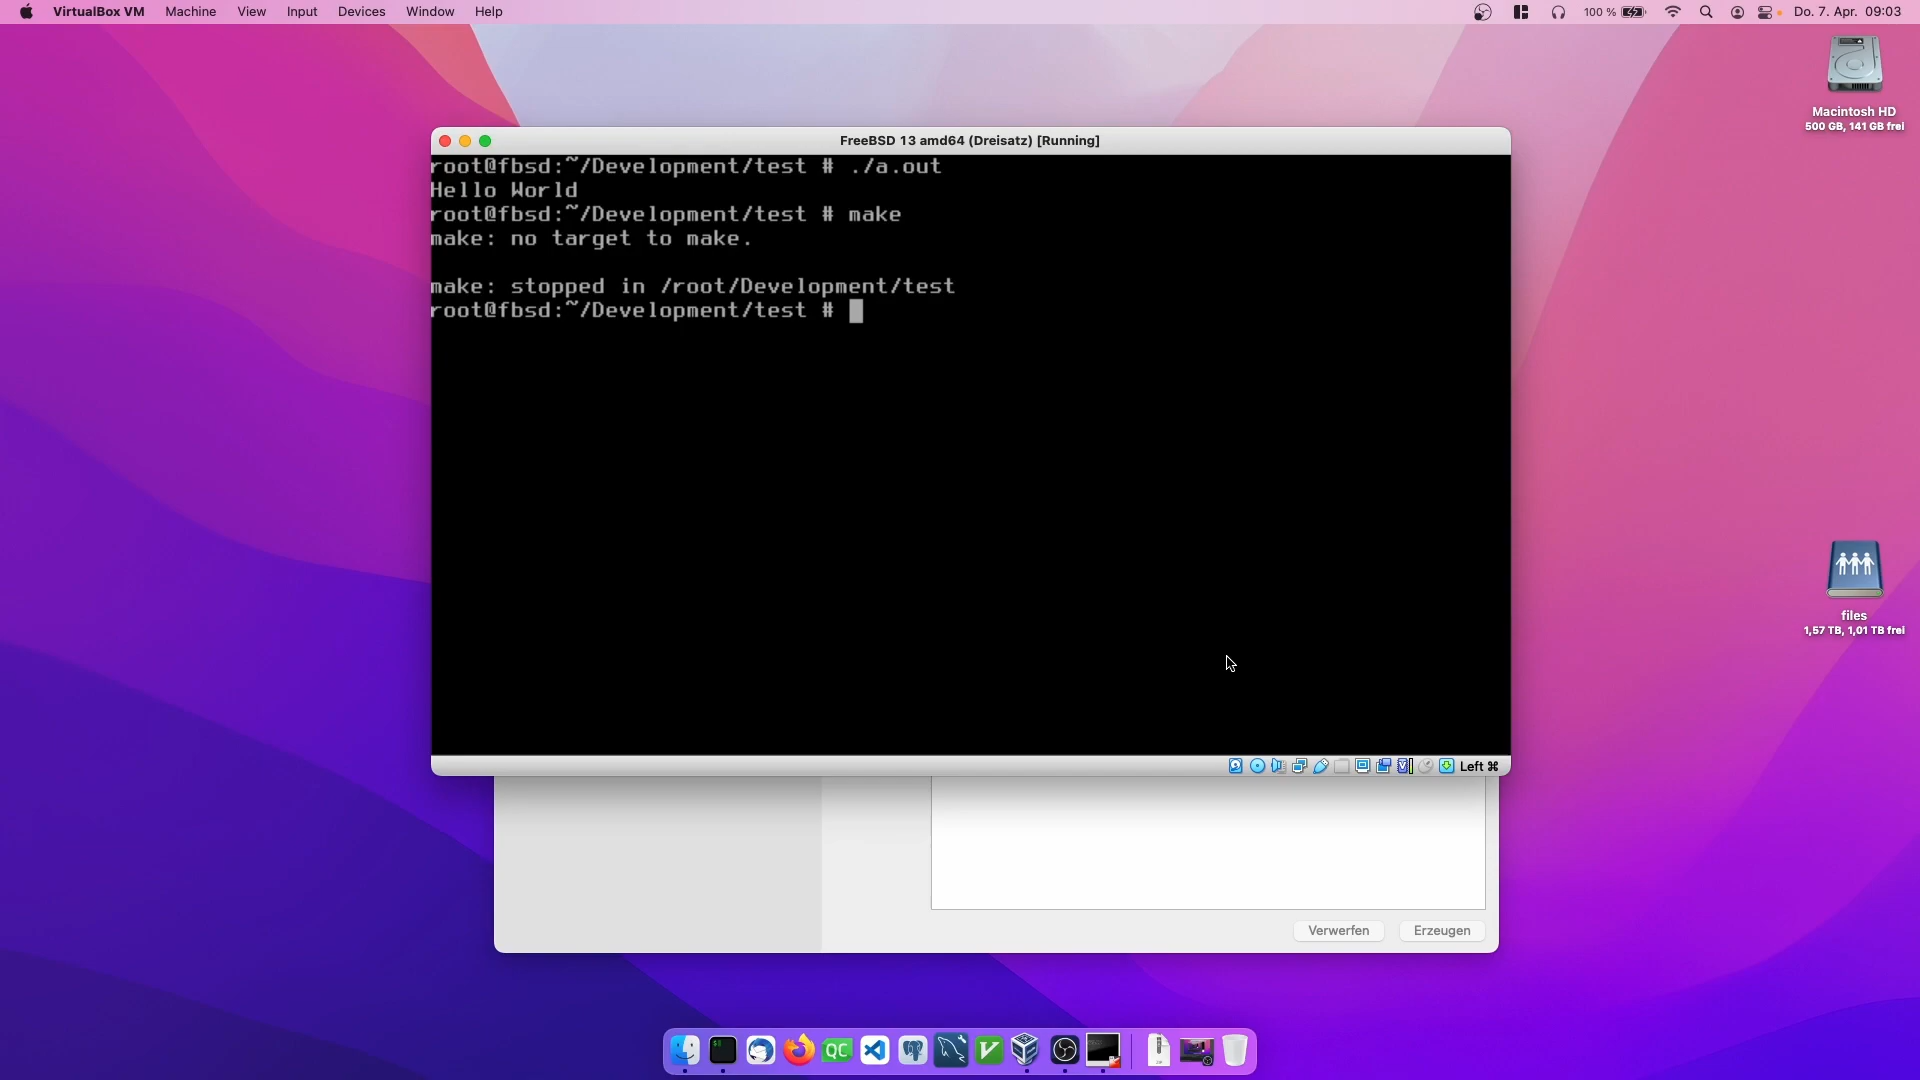 VirtualBox VM Machine View Input Devices Window Help 100 % Do. 7. Apr. 09:03
Macintosh HD
500 GB, 141 GB frei
FreeBSD 13 amd64 (Dreisatz) [Running]
root@fbsd:~/Development/test # ./a.out
Hello World
root@fbsd:~/Development/test # make
make: no target to make.
make: stopped in /root/Development/test
root@fbsd:~/Development/test #
files
1,57 TB, 1,01 TB frei
Left ⌘
Verwerfen Erzeugen
QC